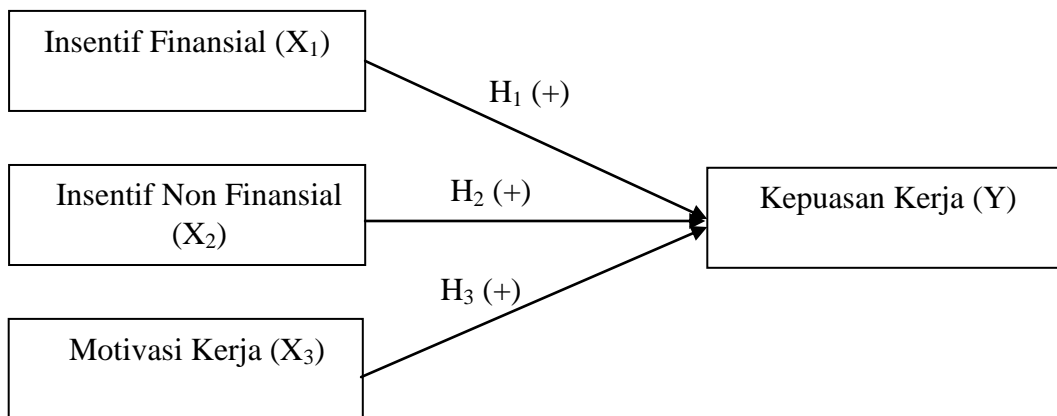 Insentif Finansial (X₁)
H₁ (+)
Insentif Non Finansial
(X₂)
H₂ (+)
Kepuasan Kerja (Y)
H₃ (+)
Motivasi Kerja (X₃)